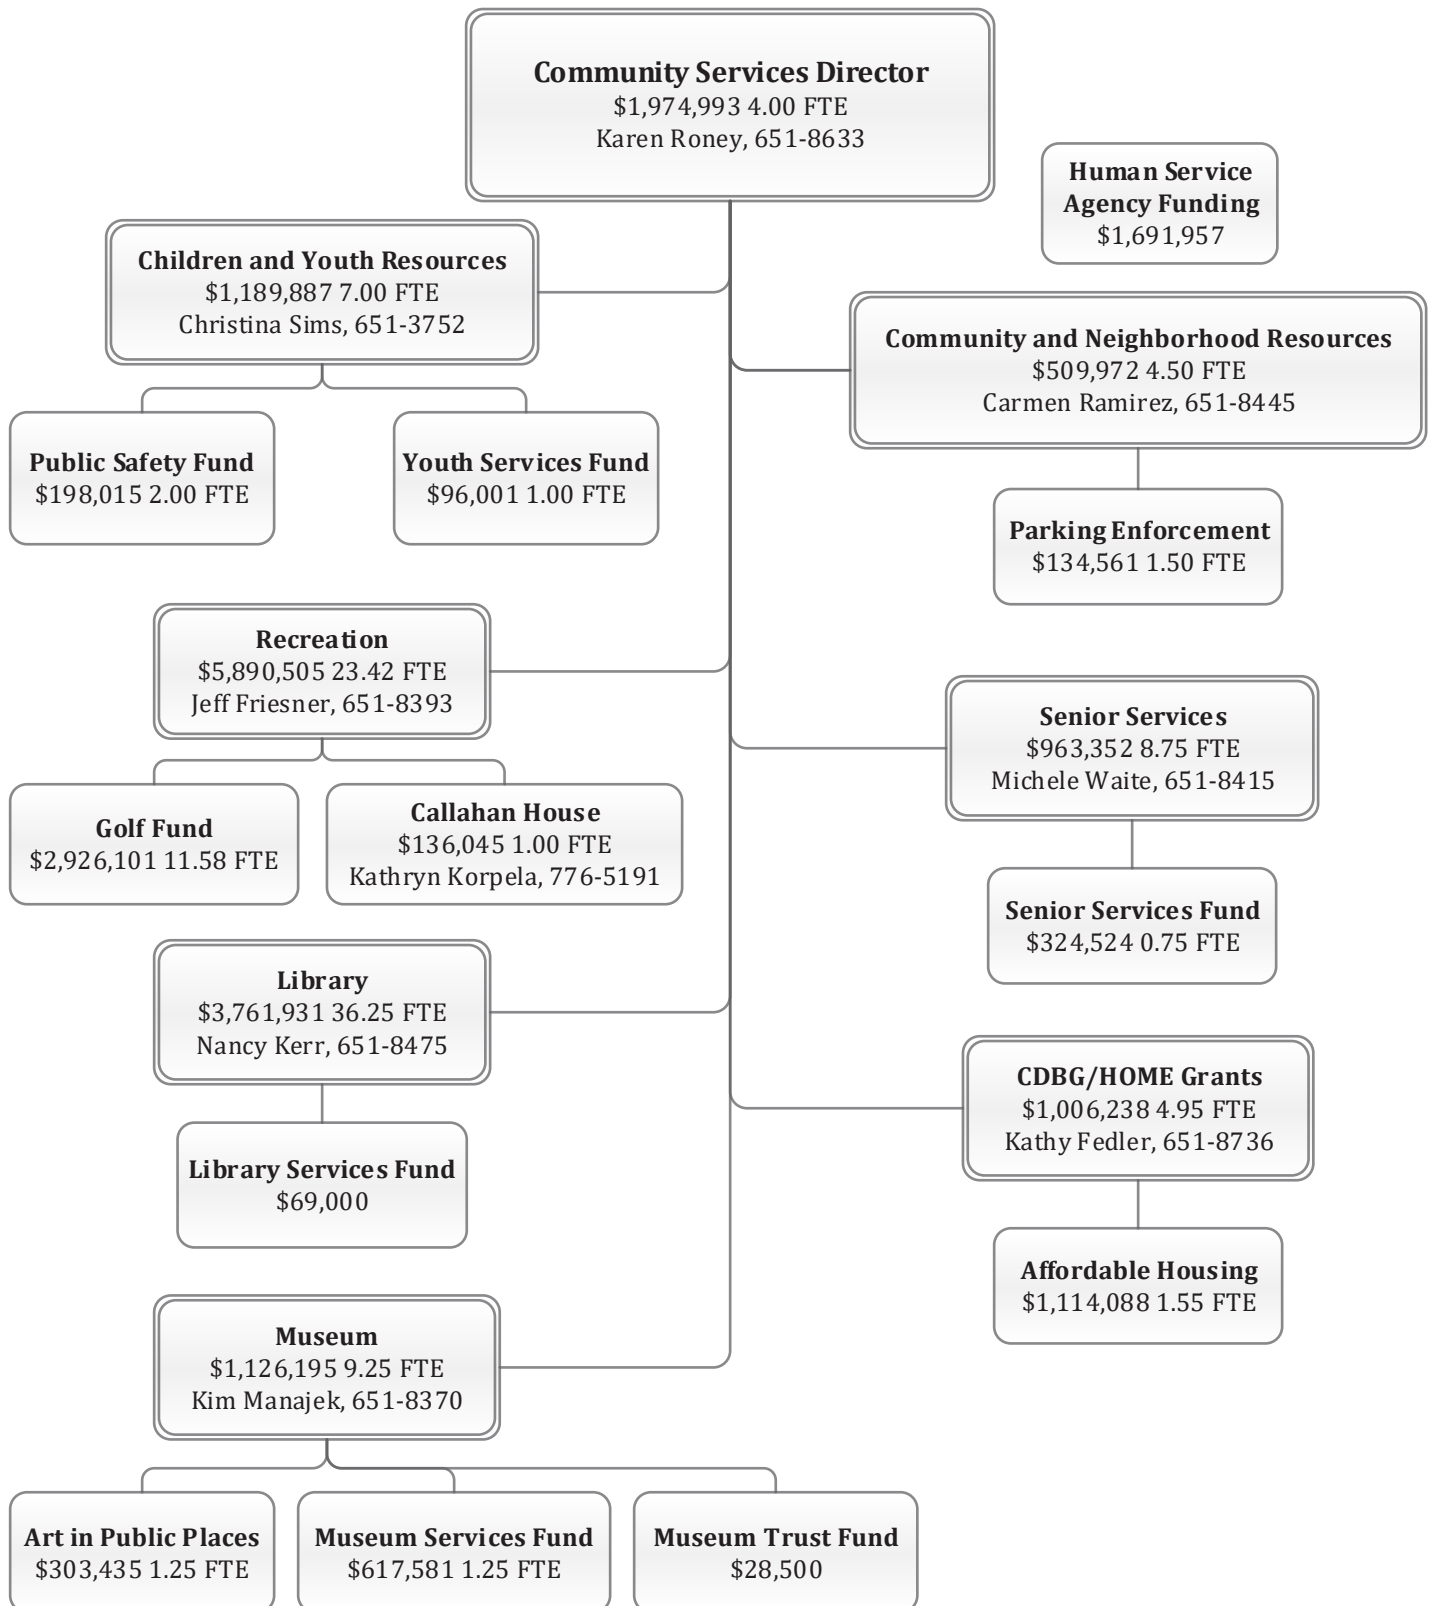 Community Services Director
$1,974,993 4.00 FTE
Karen Roney, 651-8633
Human Service
Agency Funding
$1,691,957
Children and Youth Resources
$1,189,887 7.00 FTE
Christina Sims, 651-3752
Community and Neighborhood Resources
$509,972 4.50 FTE
Carmen Ramirez, 651-8445
Public Safety Fund
$198,015 2.00 FTE
Youth Services Fund
$96,001 1.00 FTE
Parking Enforcement
$134,561 1.50 FTE
Recreation
$5,890,505 23.42 FTE
Jeff Friesner, 651-8393
Senior Services
$963,352 8.75 FTE
Michele Waite, 651-8415
Golf Fund
$2,926,101 11.58 FTE
Callahan House
$136,045 1.00 FTE
Kathryn Korpela, 776-5191
Senior Services Fund
$324,524 0.75 FTE
Library
$3,761,931 36.25 FTE
Nancy Kerr, 651-8475
CDBG/HOME Grants
$1,006,238 4.95 FTE
Kathy Fedler, 651-8736
Library Services Fund
$69,000
Affordable Housing
$1,114,088 1.55 FTE
Museum
$1,126,195 9.25 FTE
Kim Manajek, 651-8370
Art in Public Places
$303,435 1.25 FTE
Museum Services Fund
$617,581 1.25 FTE
Museum Trust Fund
$28,500